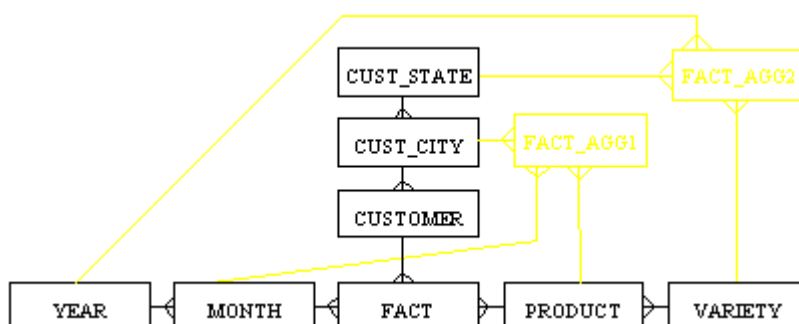 CUST_STATE
FACT_AGG2
CUST_CITY
FACT_AGG1
CUSTOMER
YEAR
MONTH
FACT
PRODUCT
VARIETY